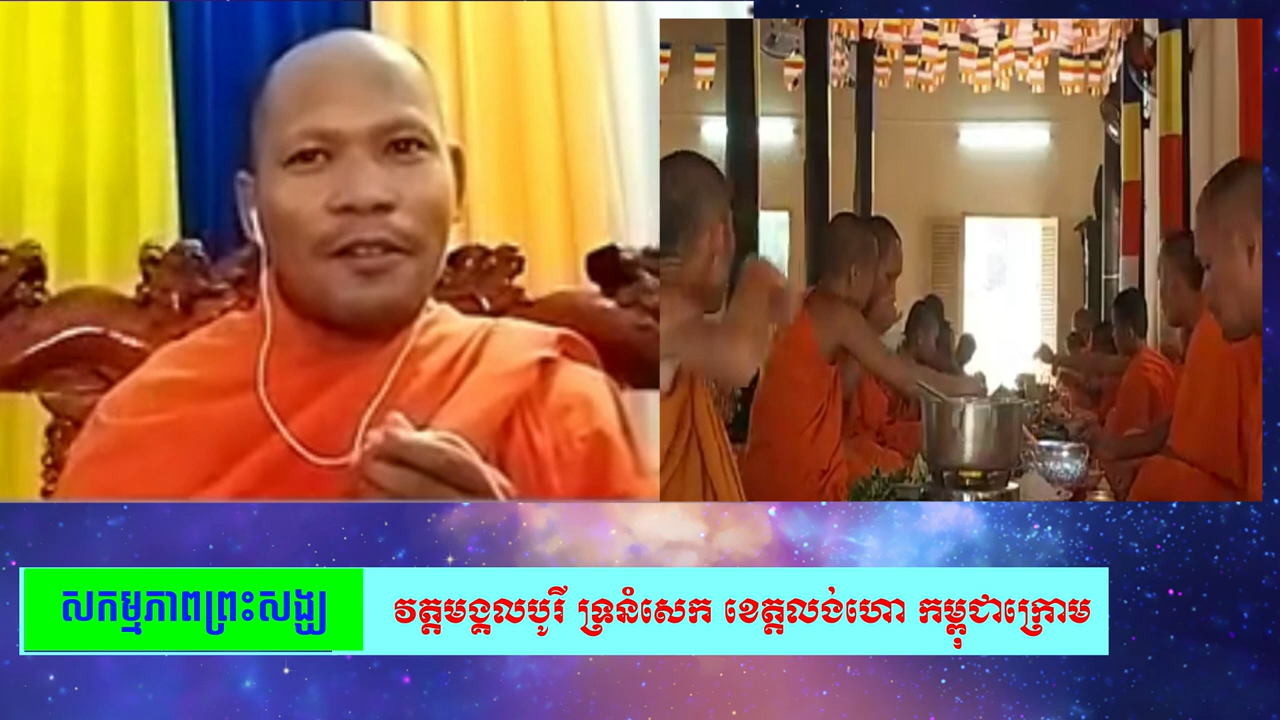 សកម្មភាពព្រះសង្ឃ
វត្តមង្គលបូរី ទ្រនំសេក ខេត្តលង់ហោ កម្ពុជាក្រោម